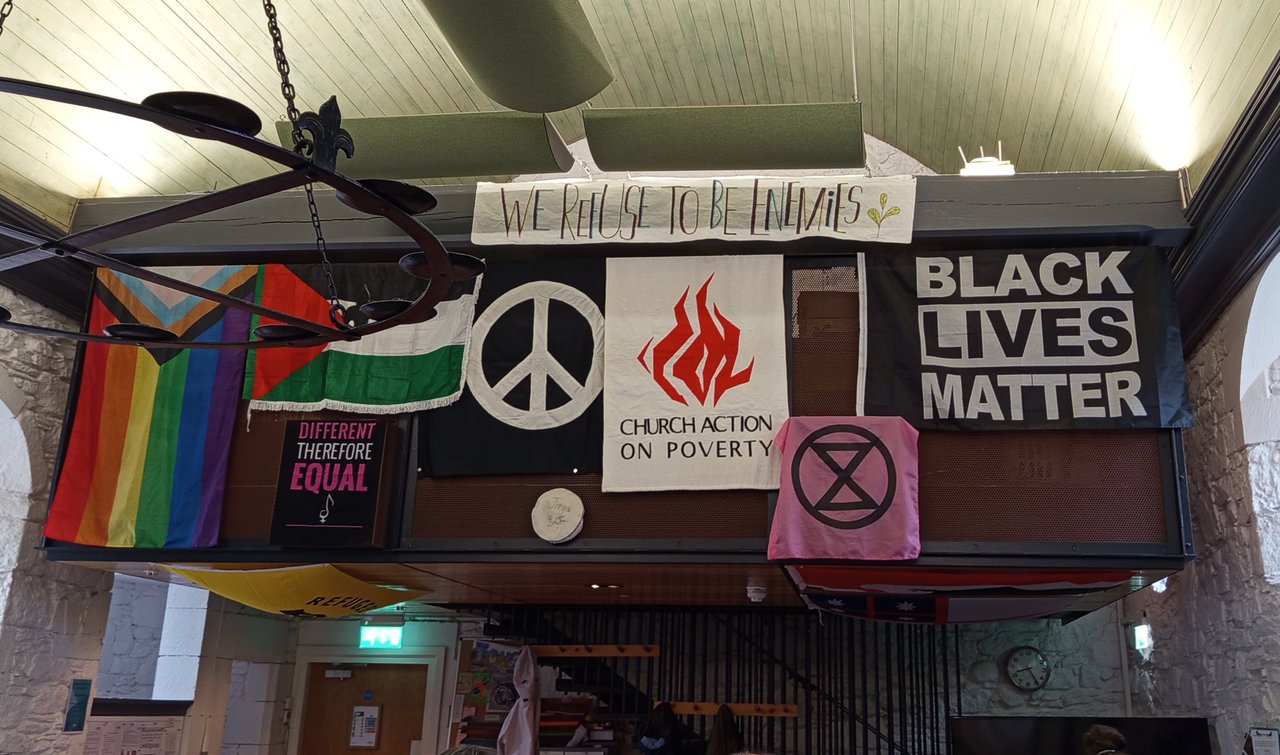 WE REFUSE TO BE ENEMIES
BLACK
LIVES
MATTER
CHURCH ACTION
ON POVERTY
DIFFERENT
THEREFORE
EQUAL